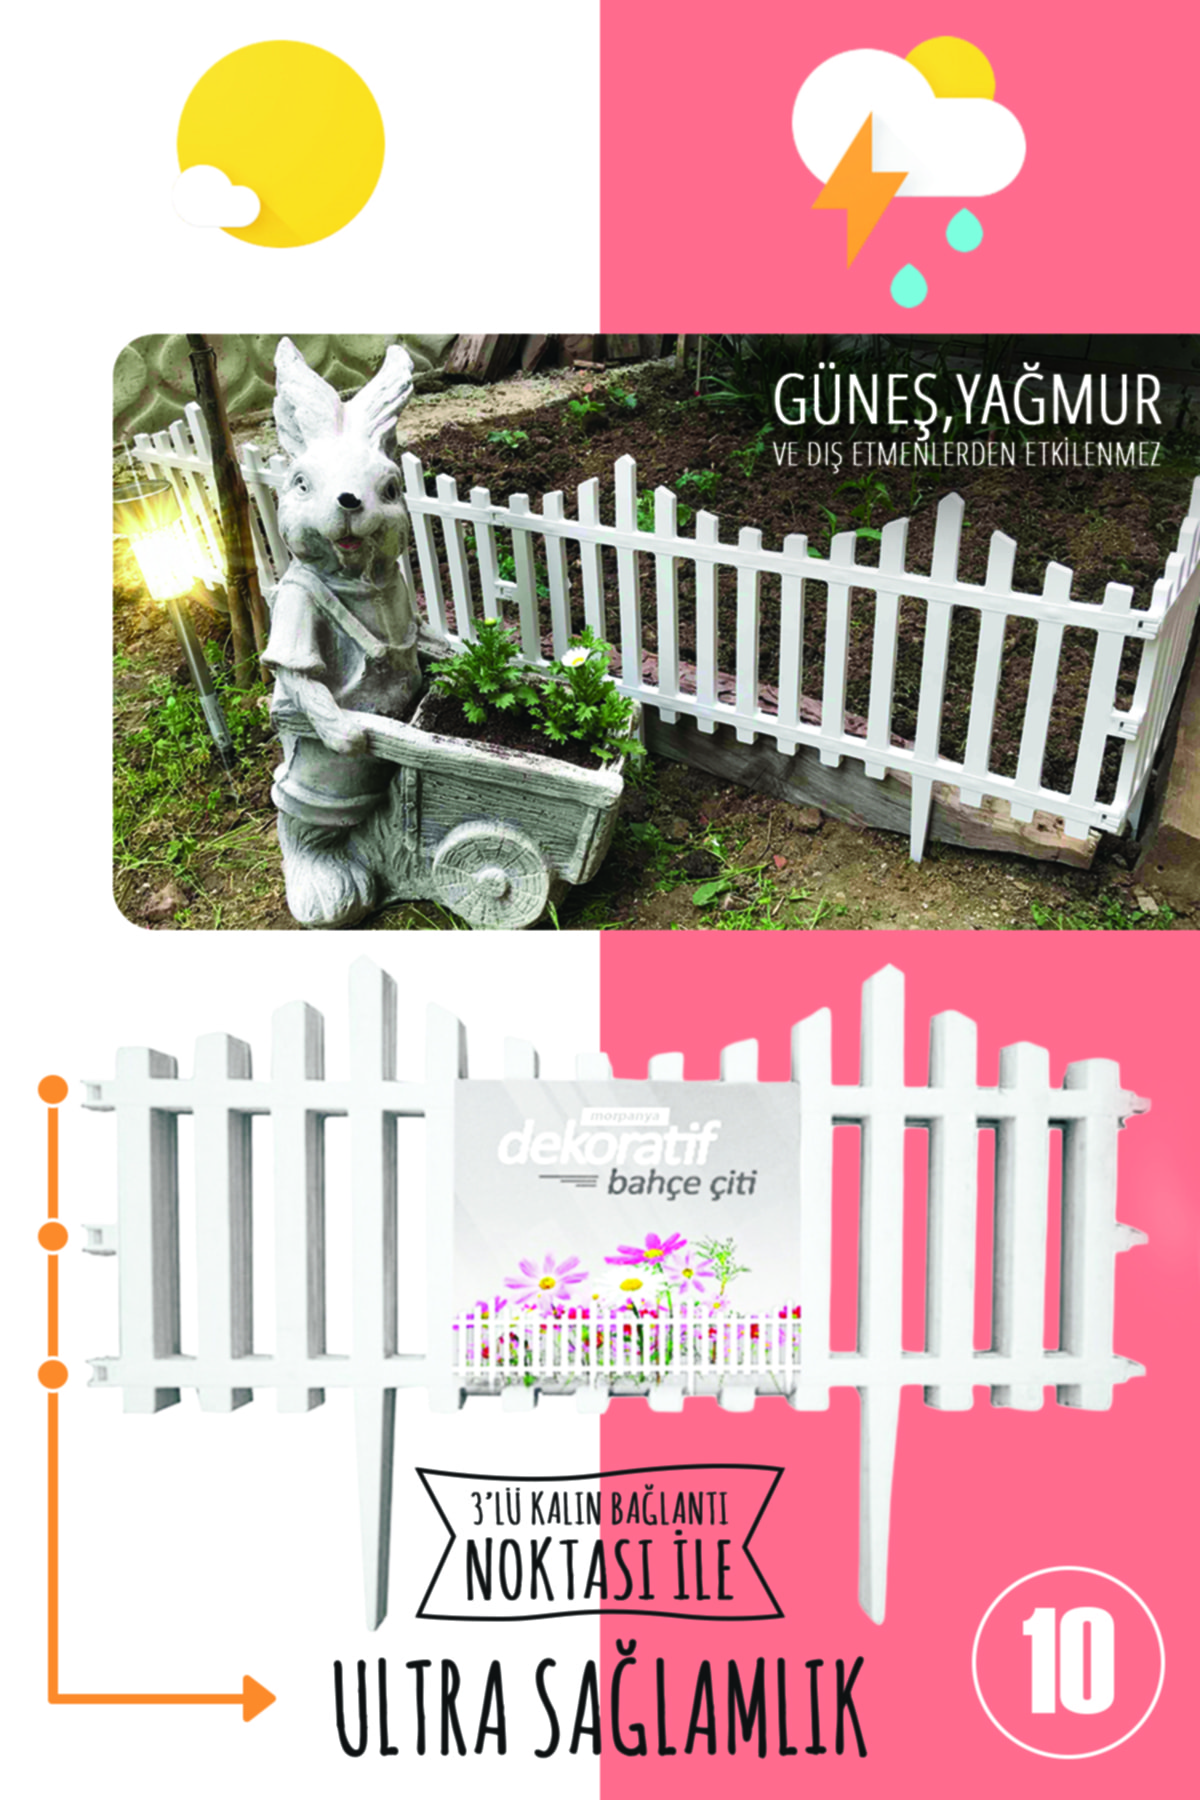 GÜNEŞ,YAĞMUR
VE DIŞ ETMENLERDEN ETKİLENMEZ
morpanya
dekoratif
bahçe çiti
3'LÜ KALIN BAĞLANTI
NOKTASI İLE
ULTRA SAĞLAMLIK
10